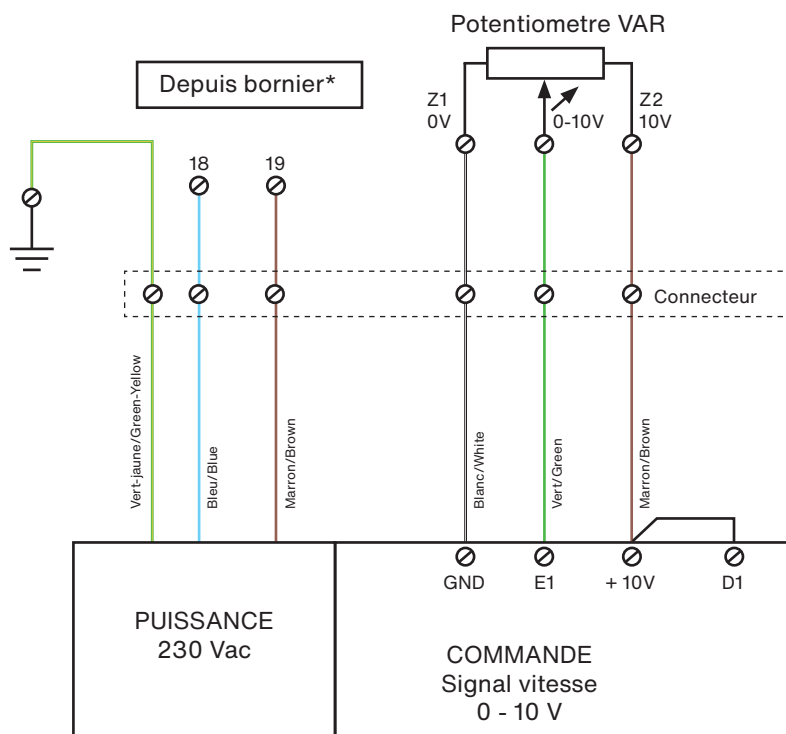 Potentiometre VAR
Depuis bornier*
Z1
0V
0-10V
Z2
10V
18
19
Connecteur
Vert-jaune/Green-Yellow
Bleu/Blue
Marron/Brown
Blanc/White
Vert/Green
Marron/Brown
GND
E1
+ 10V
D1
PUISSANCE
230 Vac
COMMANDE
Signal vitesse
0 - 10 V